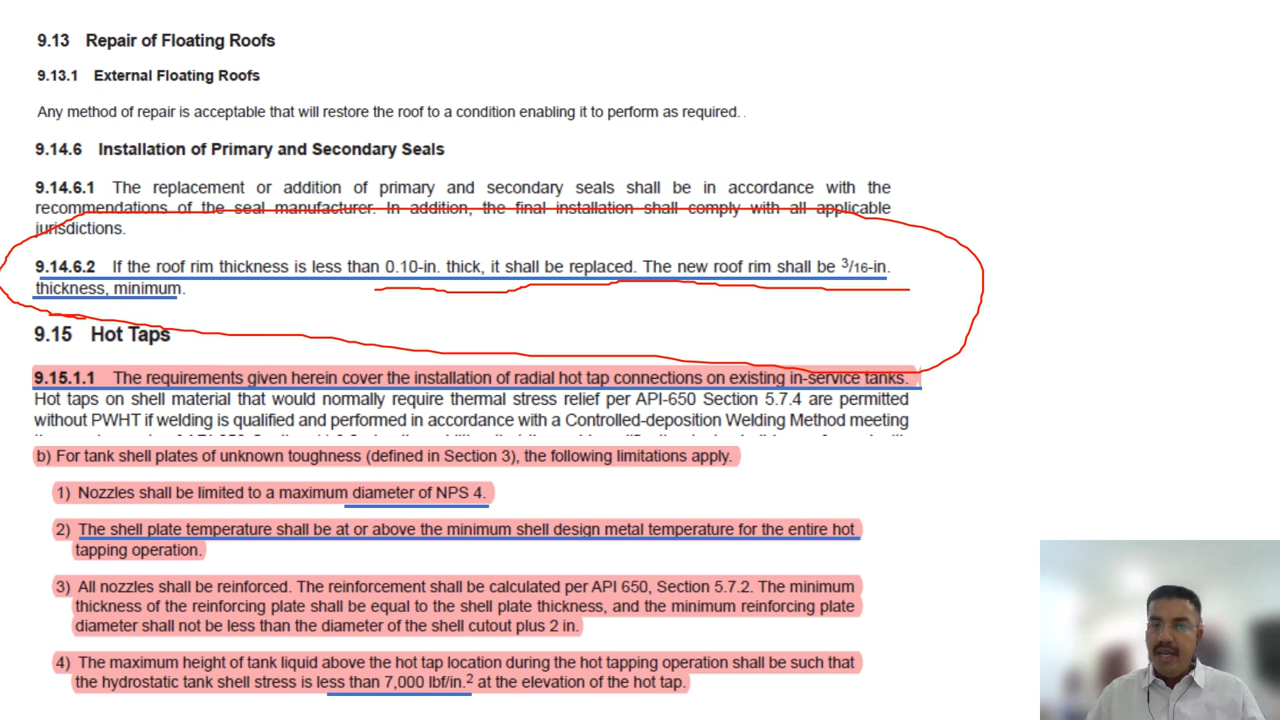 9.13 Repair of Floating Roofs
9.13.1 External Floating Roofs
Any method of repair is acceptable that will restore the roof to a condition enabling it to perform as required. .
9.14.6 Installation of Primary and Secondary Seals
9.14.6.1 The replacement or addition of primary and secondary seals shall be in accordance with the
recommendations of the seal manufacturer. In addition, the final installation shall comply with all applicable
jurisdictions.
9.14.6.2 If the roof rim thickness is less than 0.10-in. thick, it shall be replaced. The new roof rim shall be 3/16-in.
thickness, minimum.
9.15 Hot Taps
9.15.1.1 The requirements given herein cover the installation of radial hot tap connections on existing in-service tanks.
Hot taps on shell material that would normally require thermal stress relief per API-650 Section 5.7.4 are permitted
without PWHT if welding is qualified and performed in accordance with a Controlled-deposition Welding Method meeting
b) For tank shell plates of unknown toughness (defined in Section 3), the following limitations apply.
1) Nozzles shall be limited to a maximum diameter of NPS 4.
2) The shell plate temperature shall be at or above the minimum shell design metal temperature for the entire hot
tapping operation.
3) All nozzles shall be reinforced. The reinforcement shall be calculated per API 650, Section 5.7.2. The minimum
thickness of the reinforcing plate shall be equal to the shell plate thickness, and the minimum reinforcing plate
diameter shall not be less than the diameter of the shell cutout plus 2 in.
4) The maximum height of tank liquid above the hot tap location during the hot tapping operation shall be such that
the hydrostatic tank shell stress is less than 7,000 lbf/in.2 at the elevation of the hot tap.